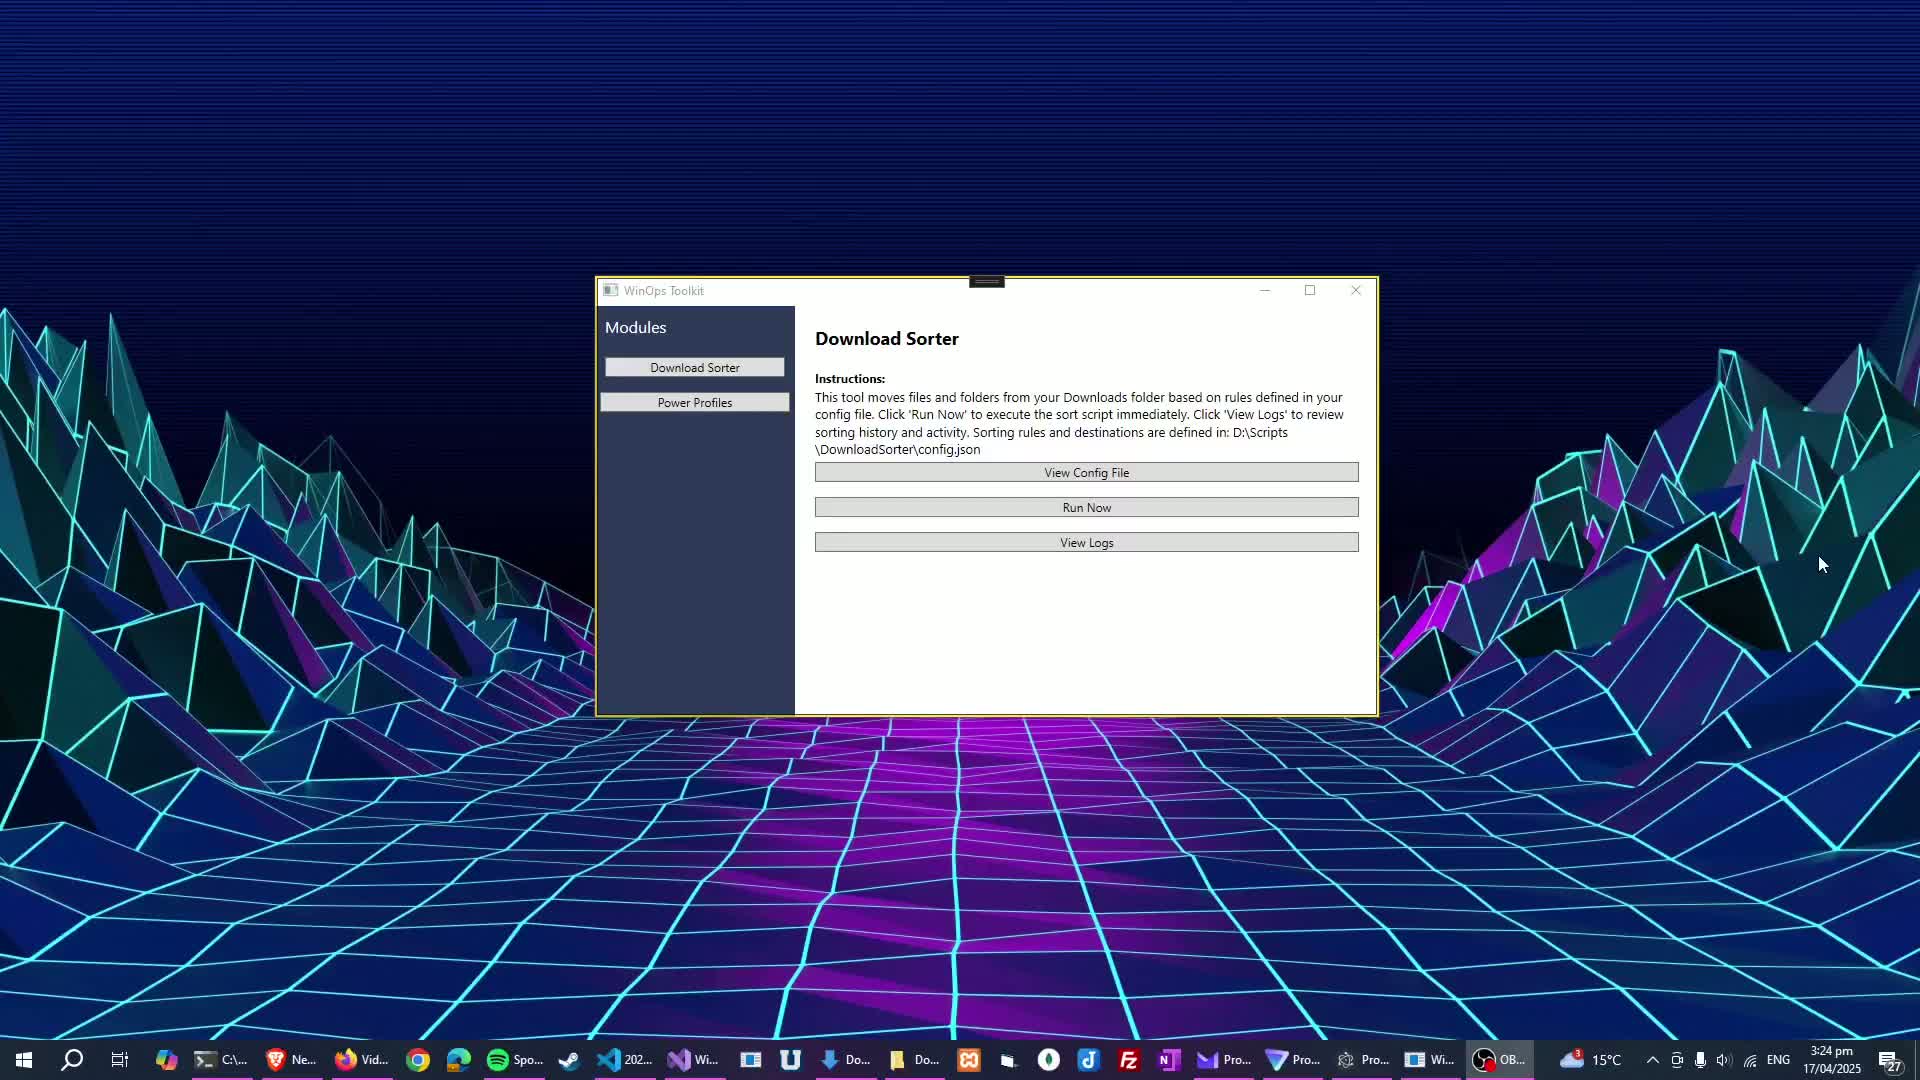 WinOps Toolkit
Modules
Download Sorter
Power Profiles
Download Sorter
Instructions:
This tool moves files and folders from your Downloads folder based on rules defined in your
config file. Click 'Run Now' to execute the sort script immediately. Click 'View Logs' to review
sorting history and activity. Sorting rules and destinations are defined in: D:\Scripts
\DownloadSorter\config.json
View Config File
Run Now
View Logs
C:\...
Ne...
Vid...
Spo...
202...
Wi...
Do...
Do...
Pro...
Pro...
Pro...
Wi...
OB...
3
15°C
ENG
3:24 pm
17/04/2025
27